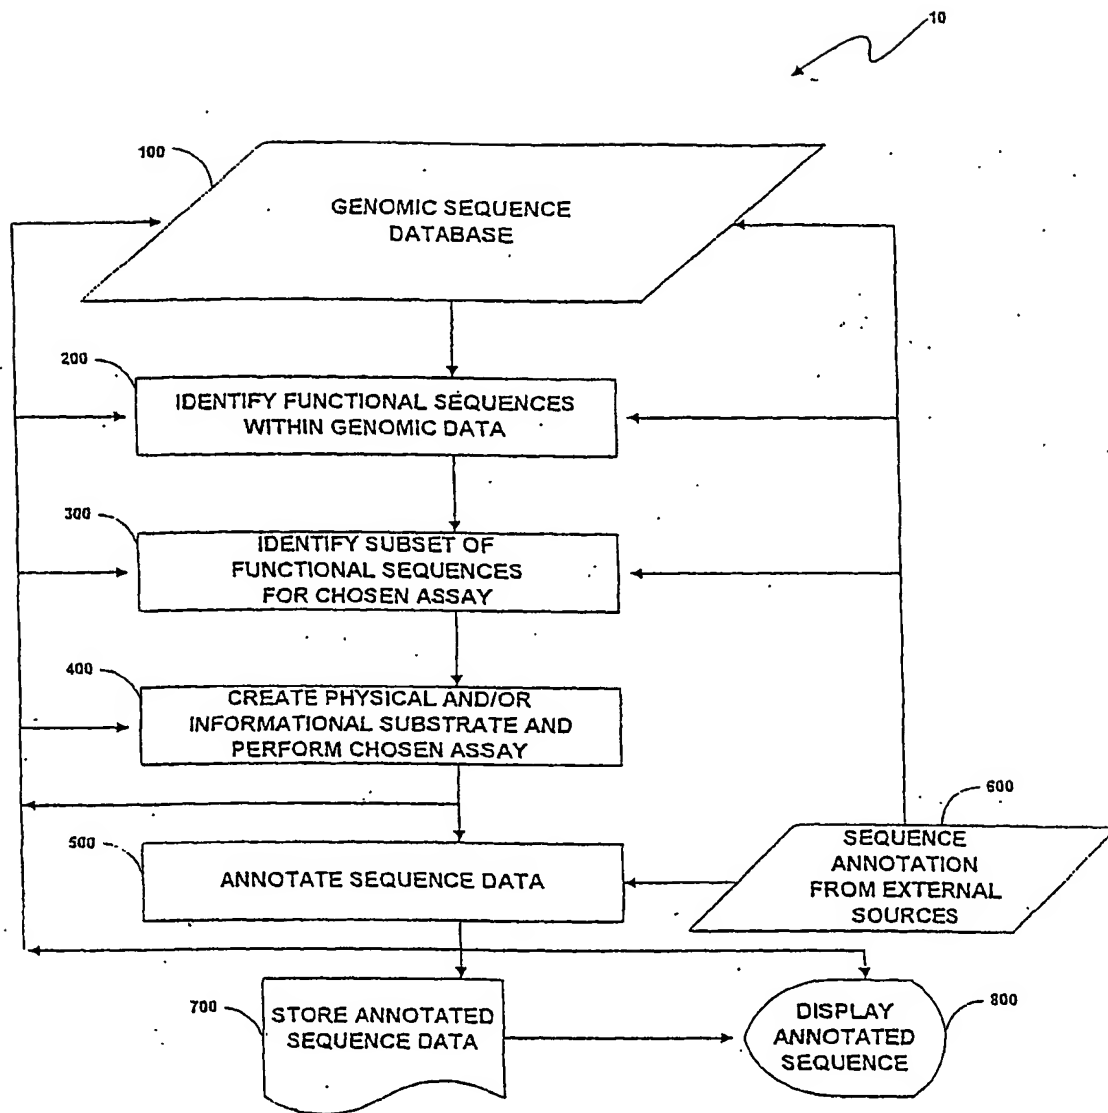 10
100
GENOMIC SEQUENCE
DATABASE
200
IDENTIFY FUNCTIONAL SEQUENCES
WITHIN GENOMIC DATA
300
IDENTIFY SUBSET OF
FUNCTIONAL SEQUENCES
FOR CHOSEN ASSAY
400
CREATE PHYSICAL AND/OR
INFORMATIONAL SUBSTRATE AND
PERFORM CHOSEN ASSAY
500
ANNOTATE SEQUENCE DATA
600
SEQUENCE
ANNOTATION
FROM EXTERNAL
SOURCES
700
STORE ANNOTATED
SEQUENCE DATA
800
DISPLAY
ANNOTATED
SEQUENCE